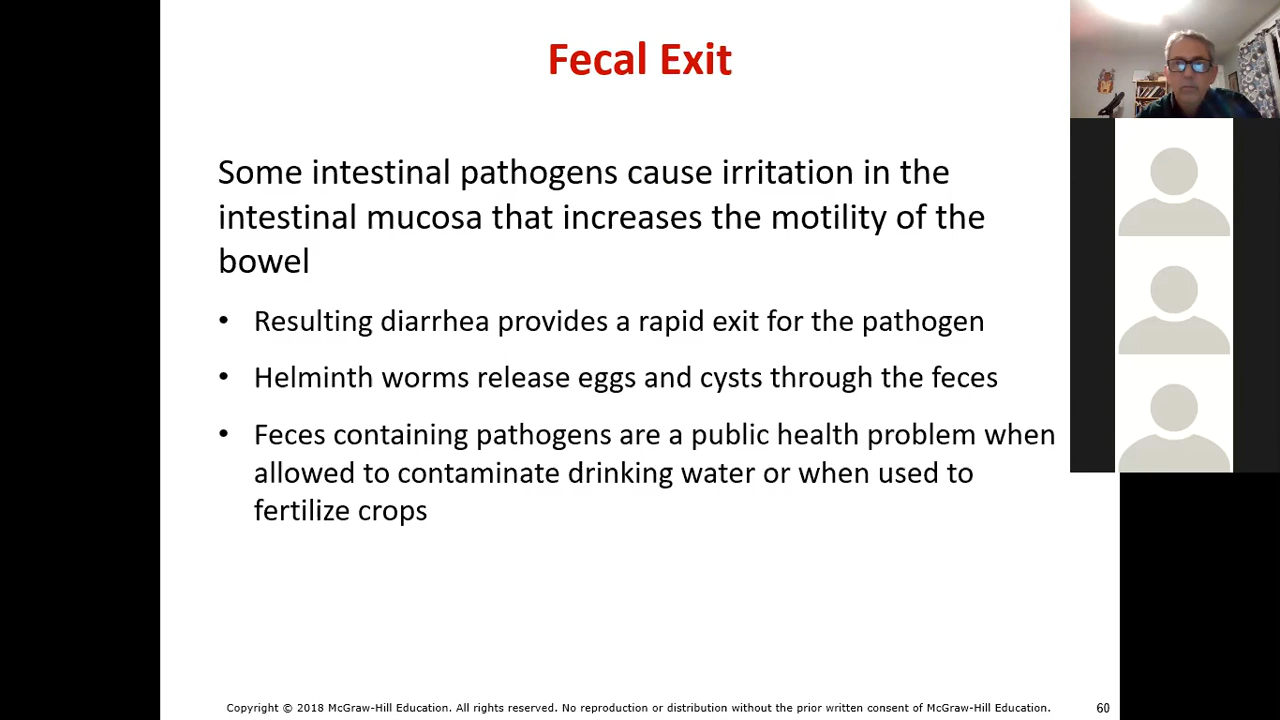 Fecal Exit
Some intestinal pathogens cause irritation in the
intestinal mucosa that increases the motility of the
bowel
• Resulting diarrhea provides a rapid exit for the pathogen
• Helminth worms release eggs and cysts through the feces
• Feces containing pathogens are a public health problem when
allowed to contaminate drinking water or when used to
fertilize crops
Copyright © 2018 McGraw-Hill Education. All rights reserved. No reproduction or distribution without the prior written consent of McGraw-Hill Education.
60